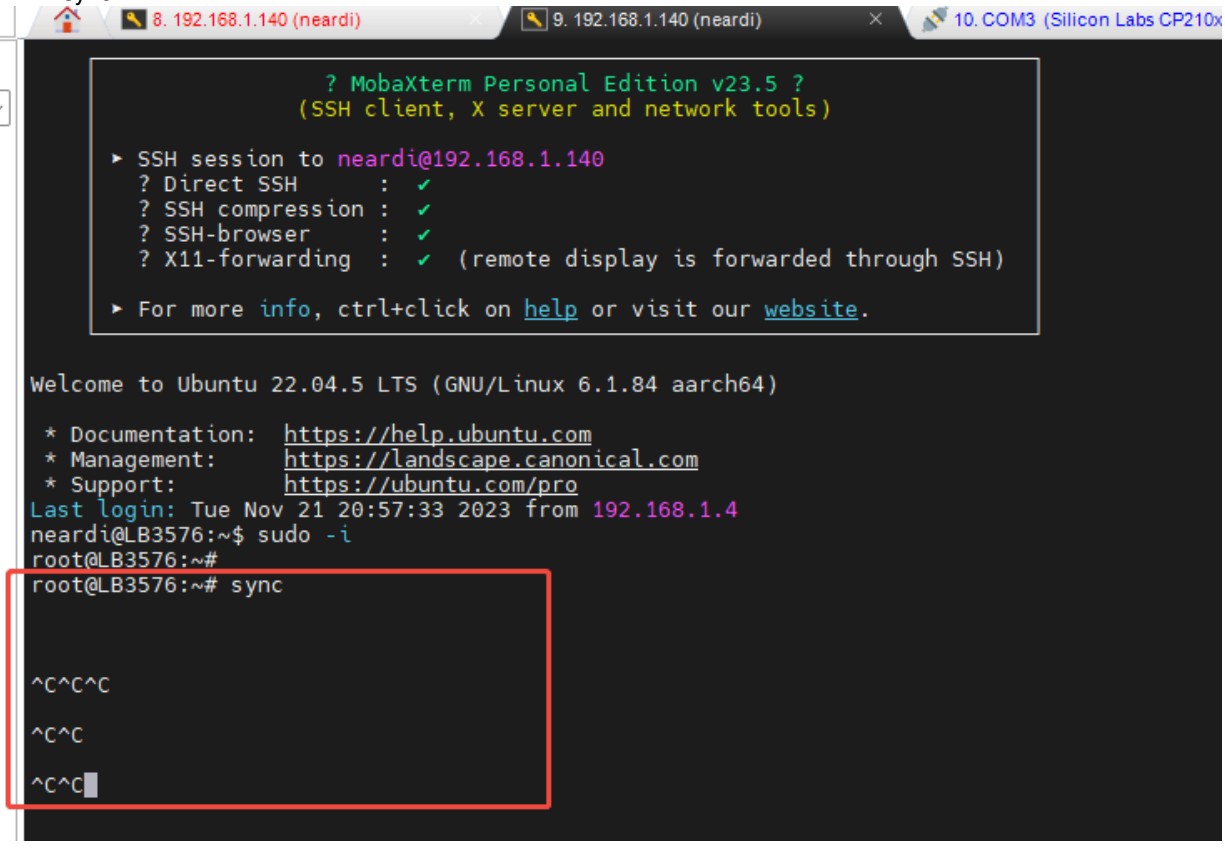 8. 192.168.1.140 (neardi)
9. 192.168.1.140 (neardi)
10. COM3 (Silicon Labs CP210x
? MobaXterm Personal Edition v23.5 ?
(SSH client, X server and network tools)
► SSH session to neardi@192.168.1.140
? Direct SSH : ✔
? SSH compression : ✔
? SSH-browser : ✔
? X11-forwarding : ✔ (remote display is forwarded through SSH)
► For more info, ctrl+click on help or visit our website.
Welcome to Ubuntu 22.04.5 LTS (GNU/Linux 6.1.84 aarch64)
* Documentation: https://help.ubuntu.com
* Management: https://landscape.canonical.com
* Support: https://ubuntu.com/pro
Last login: Tue Nov 21 20:57:33 2023 from 192.168.1.4
neardi@LB3576:~$ sudo -i
root@LB3576:~#
root@LB3576:~# sync
^C^C^C
^C^C
^C^C